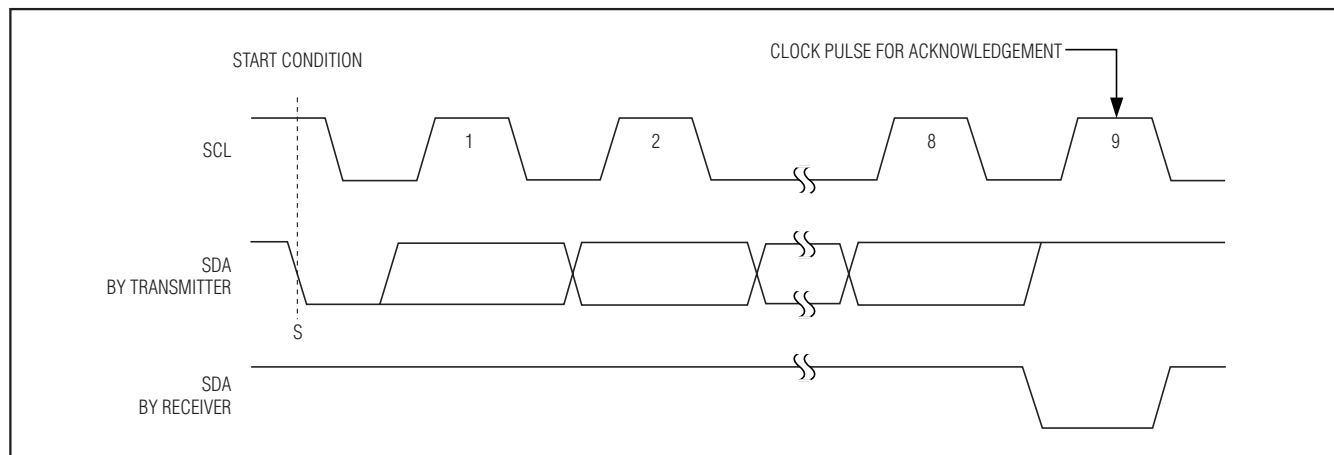 START CONDITION
CLOCK PULSE FOR ACKNOWLEDGEMENT
SCL
1
2
8
9
SDA
BY TRANSMITTER
S
SDA
BY RECEIVER